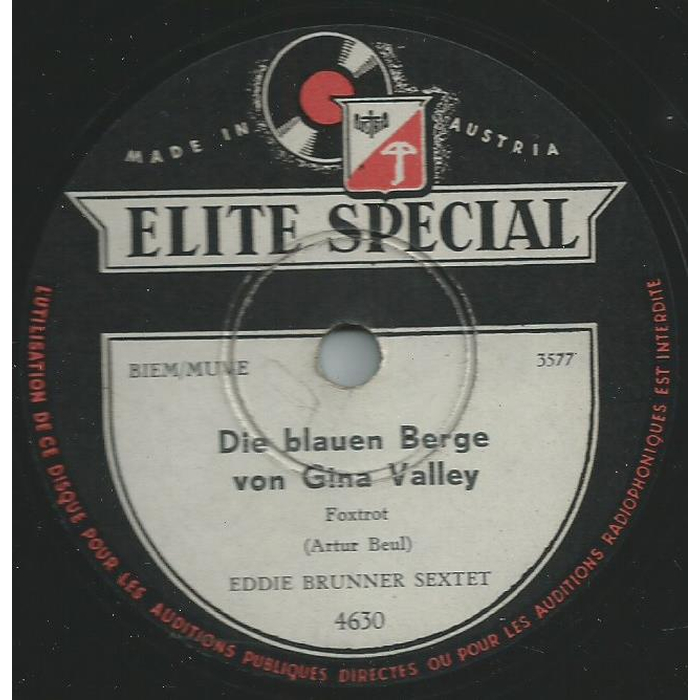 MADE IN AUSTRIA
ELITE SPECIAL
BIEM/MUVE 3577
Die blauen Berge
von Gina Valley
Foxtrot
(Artur Beul)
EDDIE BRUNNER SEXTET
4630
L'UTILISATION DE CE DISQUE POUR LES AUDITIONS PUBLIQUES DIRECTES OU POUR LES AUDITIONS RADIOPHONIQUES EST INTERDITE